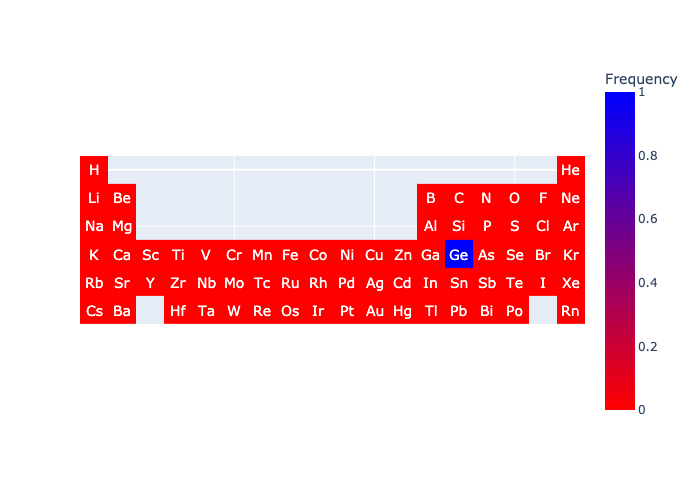 Frequency
1
0.8
0.6
0.4
0.2
0
H He
Li Be B C N O F Ne
Na Mg Al Si P S Cl Ar
K Ca Sc Ti V Cr Mn Fe Co Ni Cu Zn Ga Ge As Se Br Kr
Rb Sr Y Zr Nb Mo Tc Ru Rh Pd Ag Cd In Sn Sb Te I Xe
Cs Ba Hf Ta W Re Os Ir Pt Au Hg Tl Pb Bi Po Rn